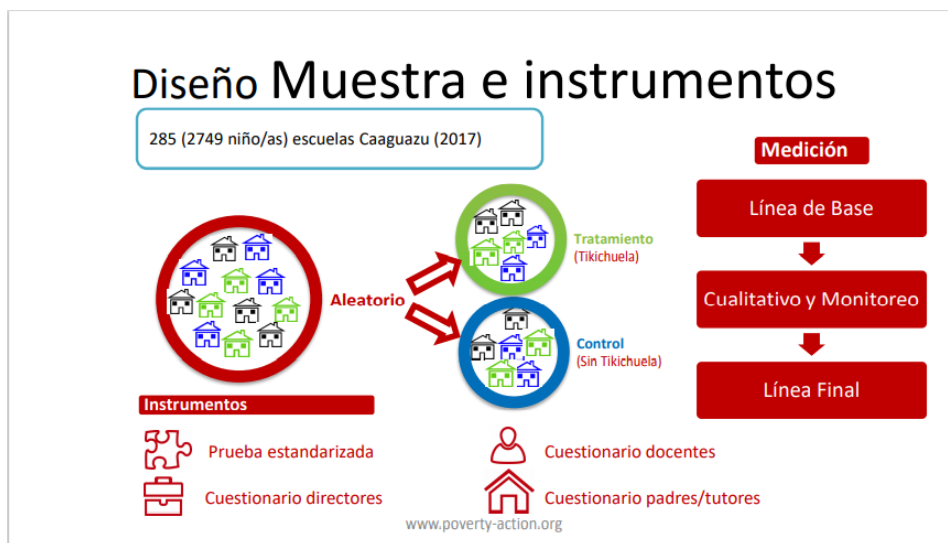 Diseño Muestra e instrumentos
285 (2749 niño/as) escuelas Caaguazu (2017)
Medición
Línea de Base
Cualitativo y Monitoreo
Línea Final
Aleatorio
Tratamiento
(Tikichuela)
Control
(Sin Tikichuela)
Instrumentos
Prueba estandarizada
Cuestionario docentes
Cuestionario directores
Cuestionario padres/tutores
www.poverty-action.org